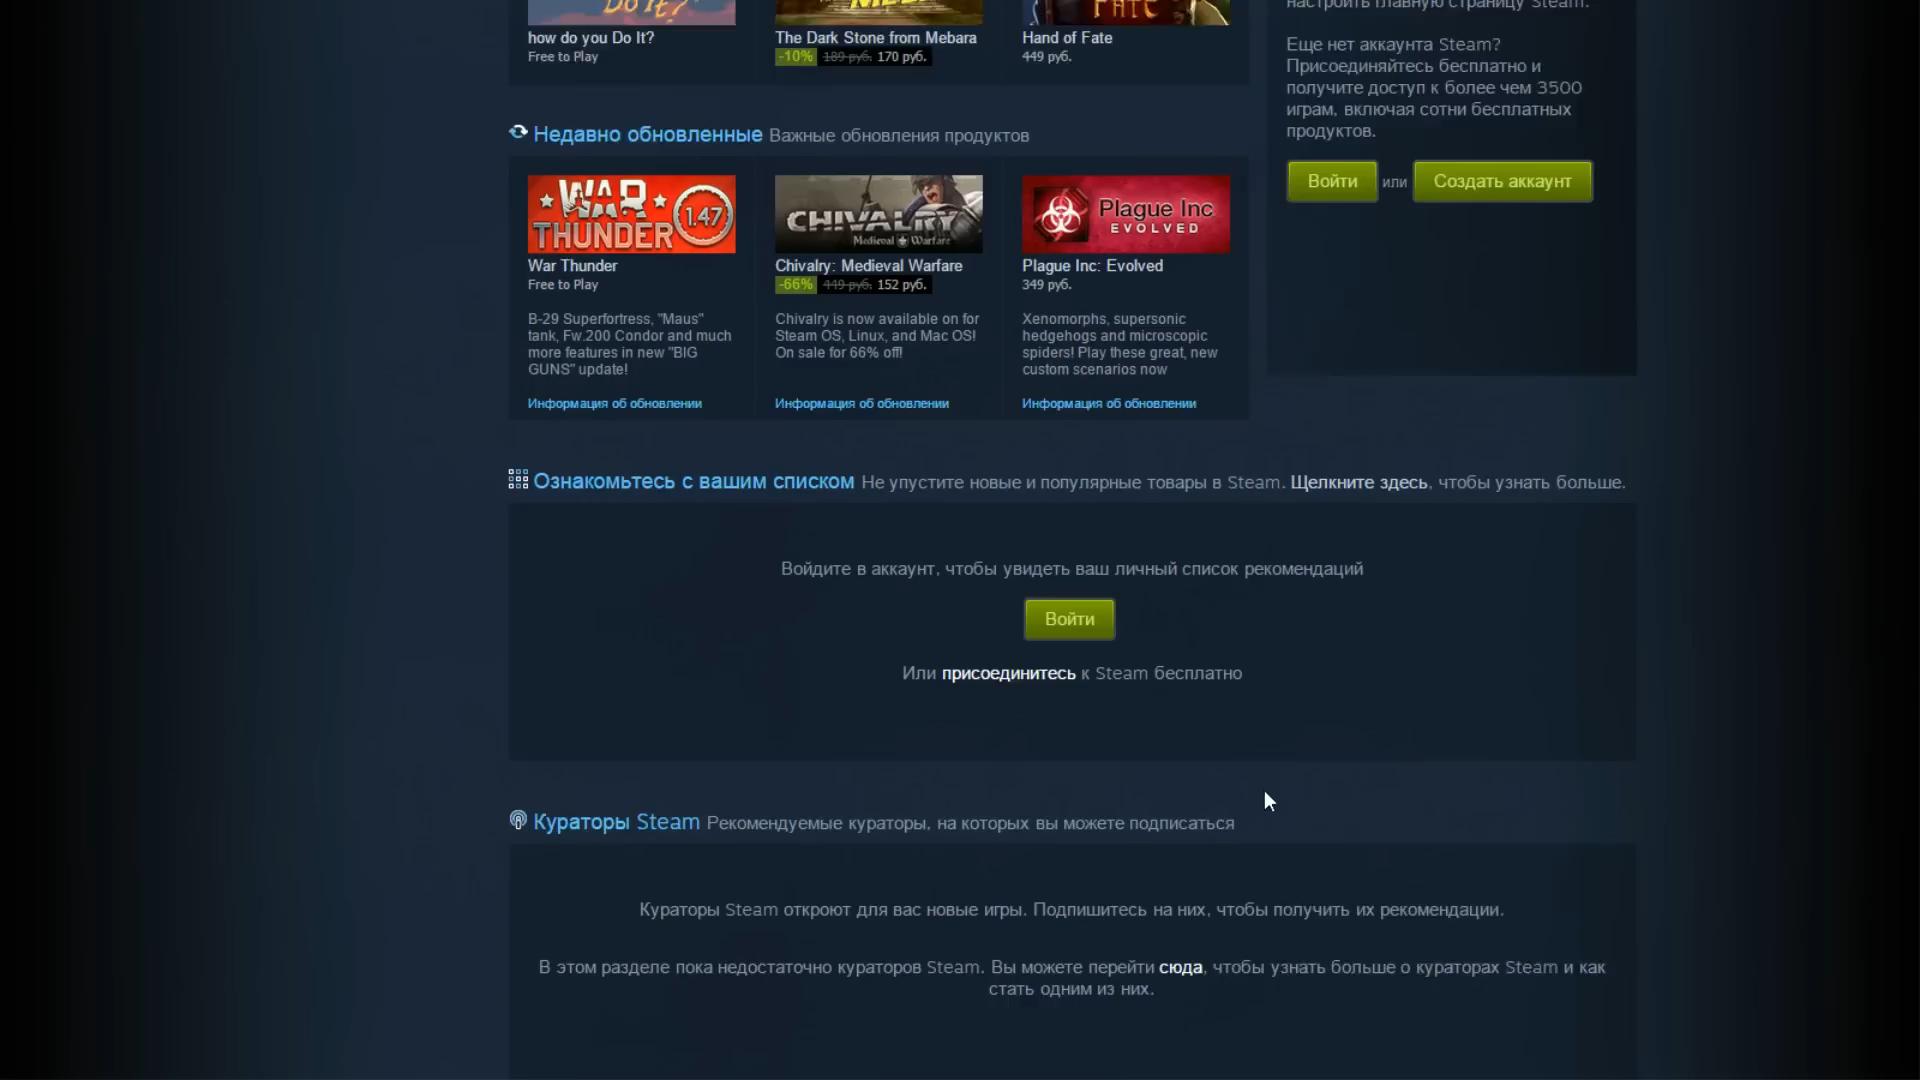 Do It?
FATE
how do you Do It?
Free to Play
The Dark Stone from Mebara
-10% 189 руб. 170 руб.
Hand of Fate
449 руб.
настроить главную страницу Steam.
Еще нет аккаунта Steam?
Присоединяйтесь бесплатно и
получите доступ к более чем 3500
играм, включая сотни бесплатных
продуктов.
Войти или Создать аккаунт
Недавно обновленные Важные обновления продуктов
WAR
THUNDER
1.47
CHIVALRY
Medieval Warfare
Plague Inc
EVOLVED
War Thunder
Free to Play
B-29 Superfortress, "Maus"
tank, Fw.200 Condor and much
more features in new "BIG
GUNS" update!
Информация об обновлении
Chivalry: Medieval Warfare
-66% 449 руб. 152 руб.
Chivalry is now available on for
Steam OS, Linux, and Mac OS!
On sale for 66% off!
Информация об обновлении
Plague Inc: Evolved
349 руб.
Xenomorphs, supersonic
hedgehogs and microscopic
spiders! Play these great, new
custom scenarios now
Информация об обновлении
Ознакомьтесь с вашим списком Не упустите новые и популярные товары в Steam. Щелкните здесь, чтобы узнать больше.
Войдите в аккаунт, чтобы увидеть ваш личный список рекомендаций
Войти
Или присоединитесь к Steam бесплатно
Кураторы Steam Рекомендуемые кураторы, на которых вы можете подписаться
Кураторы Steam откроют для вас новые игры. Подпишитесь на них, чтобы получить их рекомендации.
В этом разделе пока недостаточно кураторов Steam. Вы можете перейти сюда, чтобы узнать больше о кураторах Steam и как
стать одним из них.